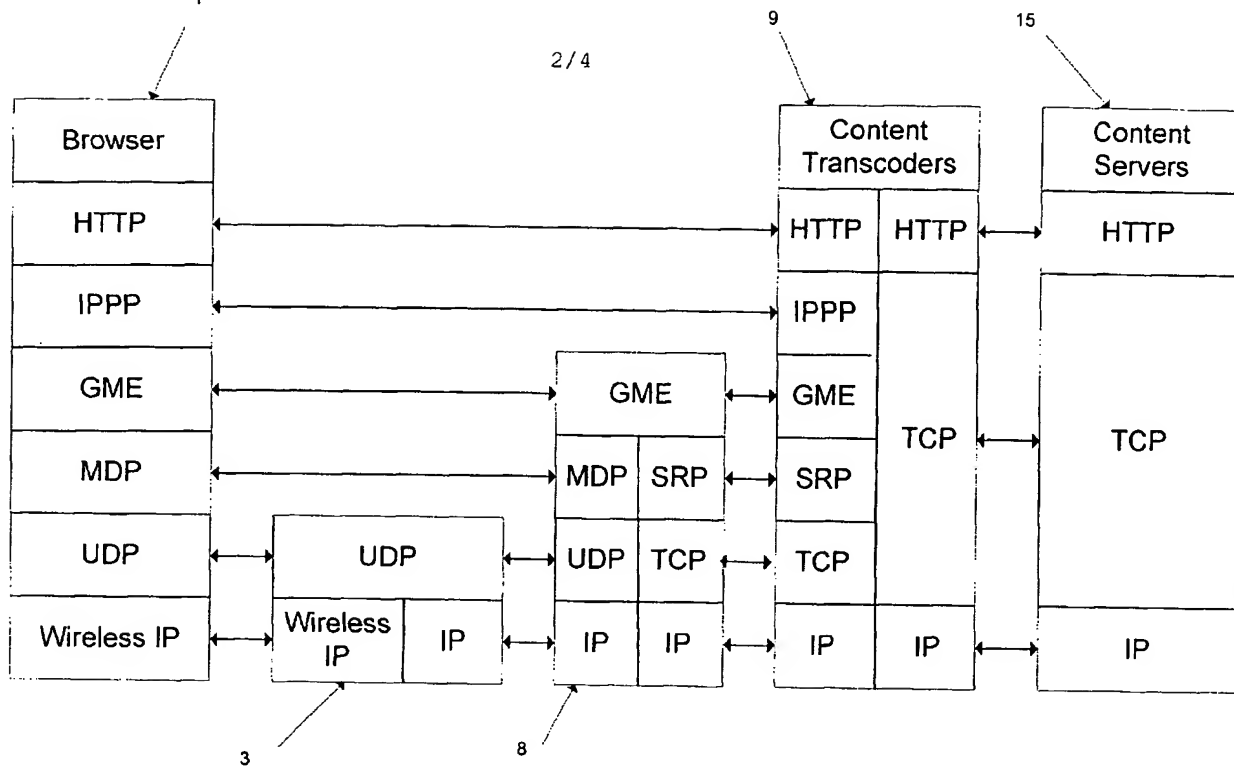 9
15
2/4
Browser
Content
Transcoders
Content
Servers
HTTP
HTTP
HTTP
HTTP
IPPP
IPPP
GME
GME
GME
TCP
TCP
MDP
MDP
SRP
SRP
UDP
UDP
UDP
TCP
TCP
Wireless IP
Wireless
IP
IP
IP
IP
IP
IP
IP
3
8